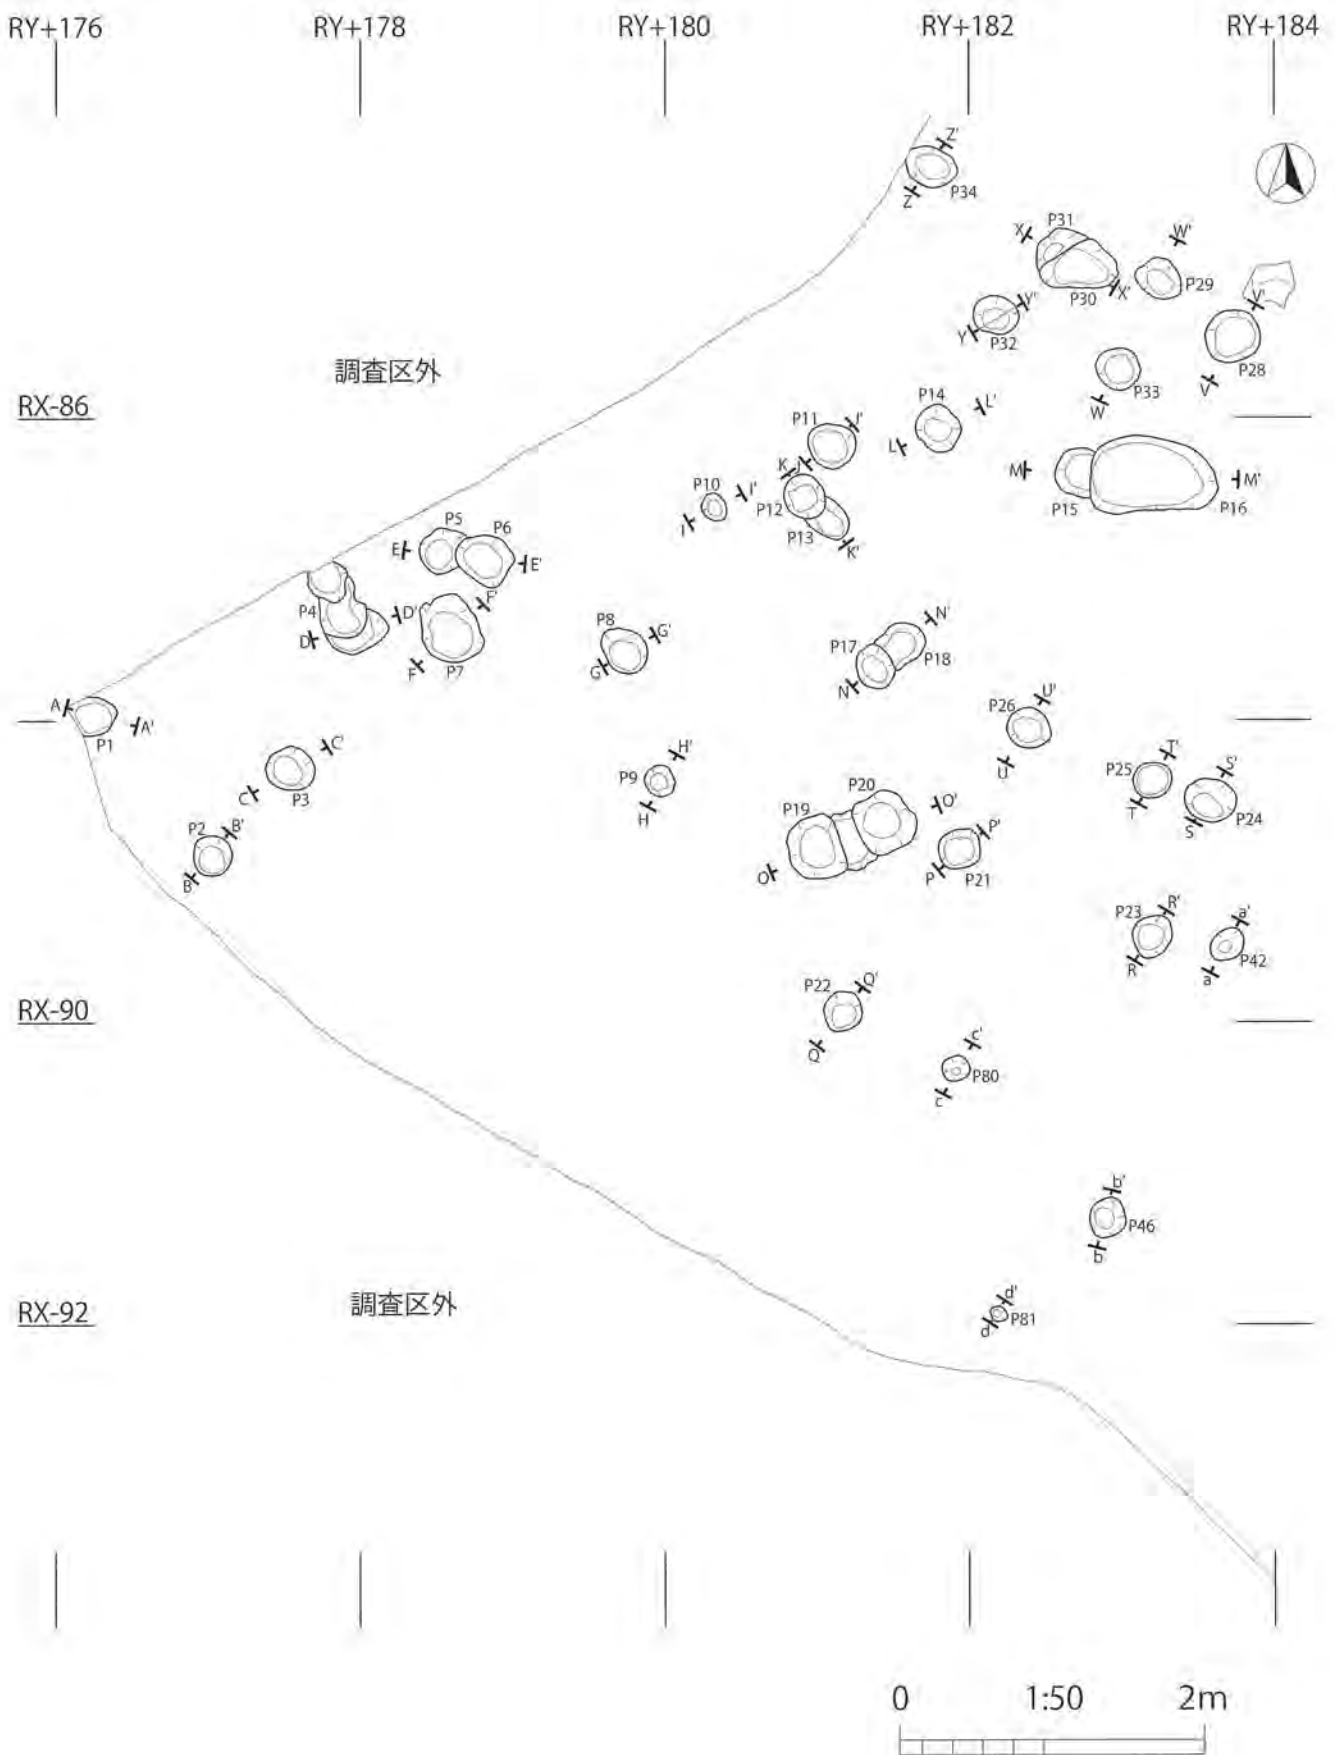 RY+176 RY+178 RY+180 RY+182 RY+184
Z'
Z P34
P31
X W'
P29
P30 X'
V'
Y'
Y P32
P28
調査区外
P33 V
W
RX-86
P14 L'
P11 J'
L
K J
M M'
P10 I'
P15 P16
P12
I P13
K'
P5 P6
E E'
F'
P4 D'
D
P8 G'
N'
P17 P18
F P7
G
N
A
A'
P1
P26 U'
C'
H'
P9
U
T' S'
P25
C P3
H
P20 O'
T P24
S
P2 B'
P19 P'
B
O P P21
P23 R' a'
R a P42
P22 Q'
RX-90
Q c'
P80
c
b'
P46
b
RX-92
調査区外
d'
d P81
0 1:50 2m